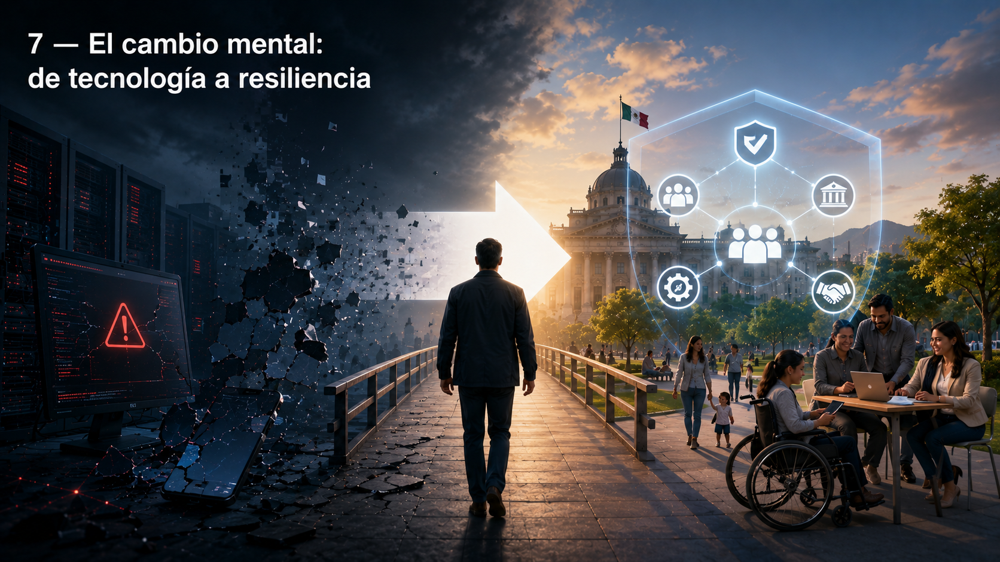 7 — El cambio mental:
de tecnología a resiliencia